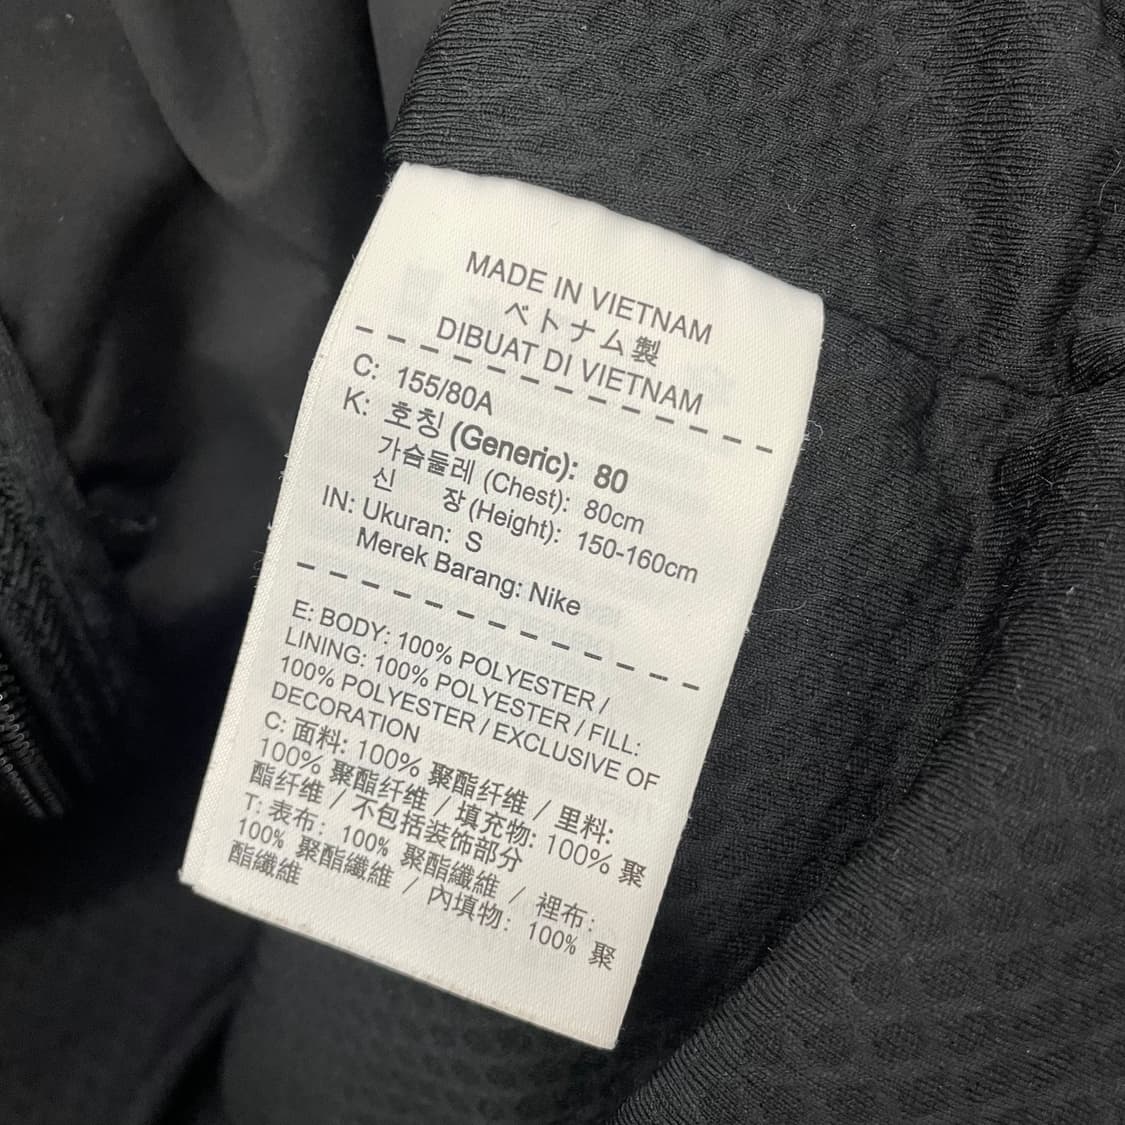 MADE IN VIETNAM
ベトナム製
DIBUAT DI VIETNAM
C: 155/80A
K: 호칭 (Generic): 80
가슴둘레 (Chest): 80cm
신 장 (Height): 150-160cm
IN: Ukuran: S
Merek Barang: Nike
E: BODY: 100% POLYESTER /
LINING: 100% POLYESTER / FILL:
100% POLYESTER / EXCLUSIVE OF
DECORATION
C: 面料: 100% 聚酯纤维 / 里料:
100% 聚酯纤维 / 填充物: 100% 聚
酯纤维 / 不包括装饰部分
T: 表布: 100% 聚酯纖維 / 裡布:
100% 聚酯纖維 / 內填物: 100% 聚
酯纖維